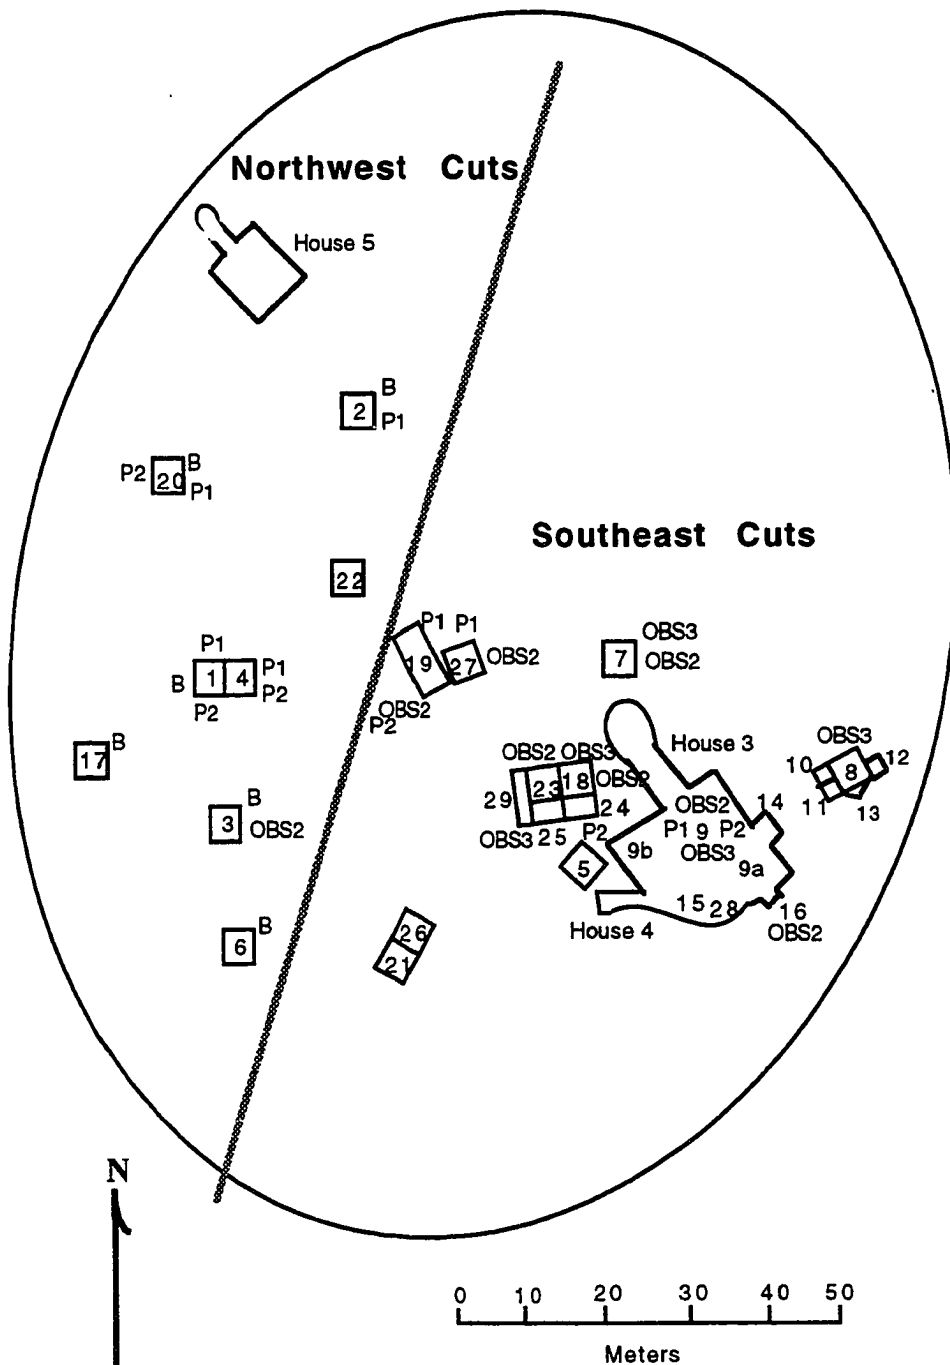 Northwest Cuts
House 5
B
2
P1
P2
20
B
P1
Southeast Cuts
22
P1
1
4
P1
P2
B
P2
P1
P1
19
27
OBS2
OBS2
P2
OBS3
7
OBS2
17
B
House 3
OBS2
OBS3
23
18
OBS2
29
24
OBS3
25
P2
5
OBS3
10
8
12
11
13
B
3
OBS2
OBS2
14
P1
9
P2
9b
OBS3
9a
15
28
16
OBS2
House 4
B
6
26
21
N
0 10 20 30 40 50
Meters